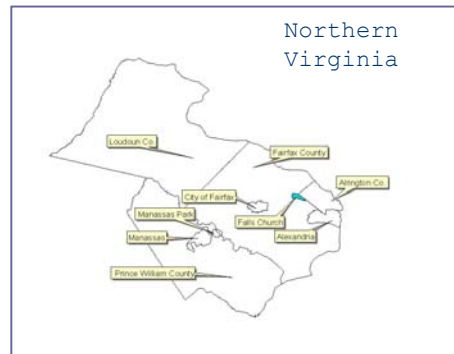 Northern
Virginia
Loudoun Co.
Fairfax County
Arlington Co.
City of Fairfax
Manassas Park
Falls Church
Manassas
Alexandria
Prince William County